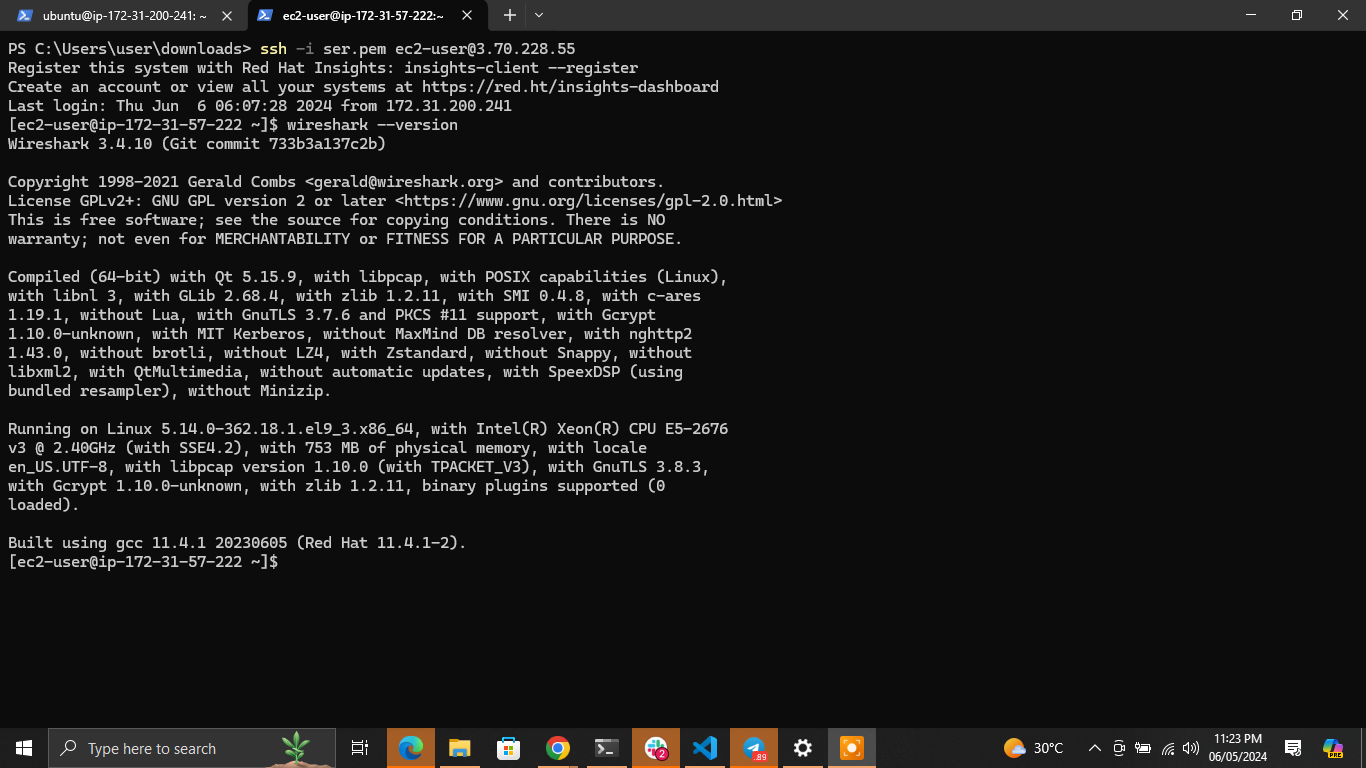 ubuntu@ip-172-31-200-241: ~
ec2-user@ip-172-31-57-222:~
PS C:\Users\user\downloads> ssh -i ser.pem ec2-user@3.70.228.55
Register this system with Red Hat Insights: insights-client --register
Create an account or view all your systems at https://red.ht/insights-dashboard
Last login: Thu Jun  6 06:07:28 2024 from 172.31.200.241
[ec2-user@ip-172-31-57-222 ~]$ wireshark --version
Wireshark 3.4.10 (Git commit 733b3a137c2b)
Copyright 1998-2021 Gerald Combs <gerald@wireshark.org> and contributors.
License GPLv2+: GNU GPL version 2 or later <https://www.gnu.org/licenses/gpl-2.0.html>
This is free software; see the source for copying conditions. There is NO
warranty; not even for MERCHANTABILITY or FITNESS FOR A PARTICULAR PURPOSE.
Compiled (64-bit) with Qt 5.15.9, with libpcap, with POSIX capabilities (Linux),
with libnl 3, with GLib 2.68.4, with zlib 1.2.11, with SMI 0.4.8, with c-ares
1.19.1, without Lua, with GnuTLS 3.7.6 and PKCS #11 support, with Gcrypt
1.10.0-unknown, with MIT Kerberos, without MaxMind DB resolver, with nghttp2
1.43.0, without brotli, without LZ4, with Zstandard, without Snappy, without
libxml2, with QtMultimedia, without automatic updates, with SpeexDSP (using
bundled resampler), without Minizip.
Running on Linux 5.14.0-362.18.1.el9_3.x86_64, with Intel(R) Xeon(R) CPU E5-2676
v3 @ 2.40GHz (with SSE4.2), with 753 MB of physical memory, with locale
en_US.UTF-8, with libpcap version 1.10.0 (with TPACKET_V3), with GnuTLS 3.8.3,
with Gcrypt 1.10.0-unknown, with zlib 1.2.11, binary plugins supported (0
loaded).
Built using gcc 11.4.1 20230605 (Red Hat 11.4.1-2).
[ec2-user@ip-172-31-57-222 ~]$
Type here to search
2
.89
30°C
11:23 PM
06/05/2024
PRE